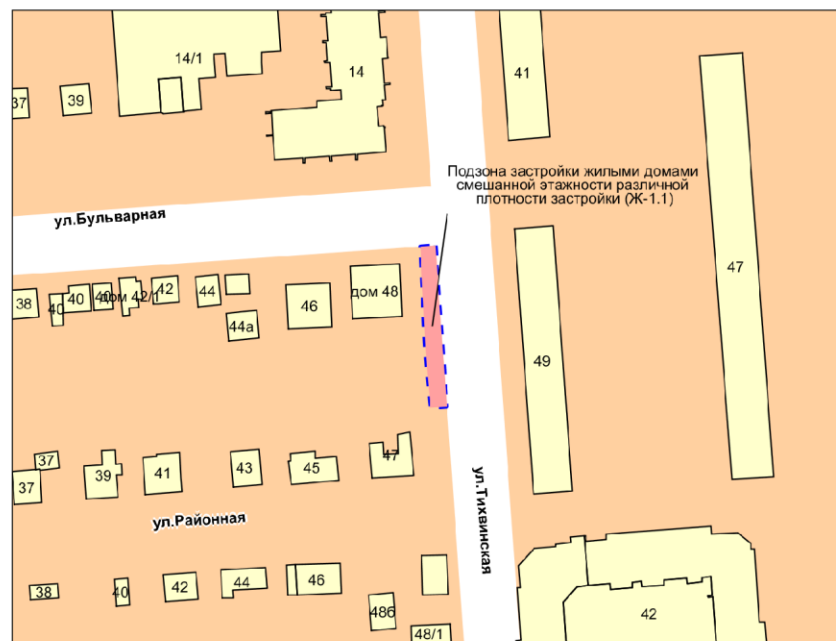 14/1
14
41
37
39
Подзона застройки жилыми домами
смешанной этажности различной
плотности застройки (Ж-1.1)
ул.Бульварная
47
38
40
40
40
дом 42/1
42
44
44а
46
дом 48
49
37
37
39
41
43
45
47
ул.Тихвинская
ул.Районная
38
40
42
44
46
48б
48/1
42